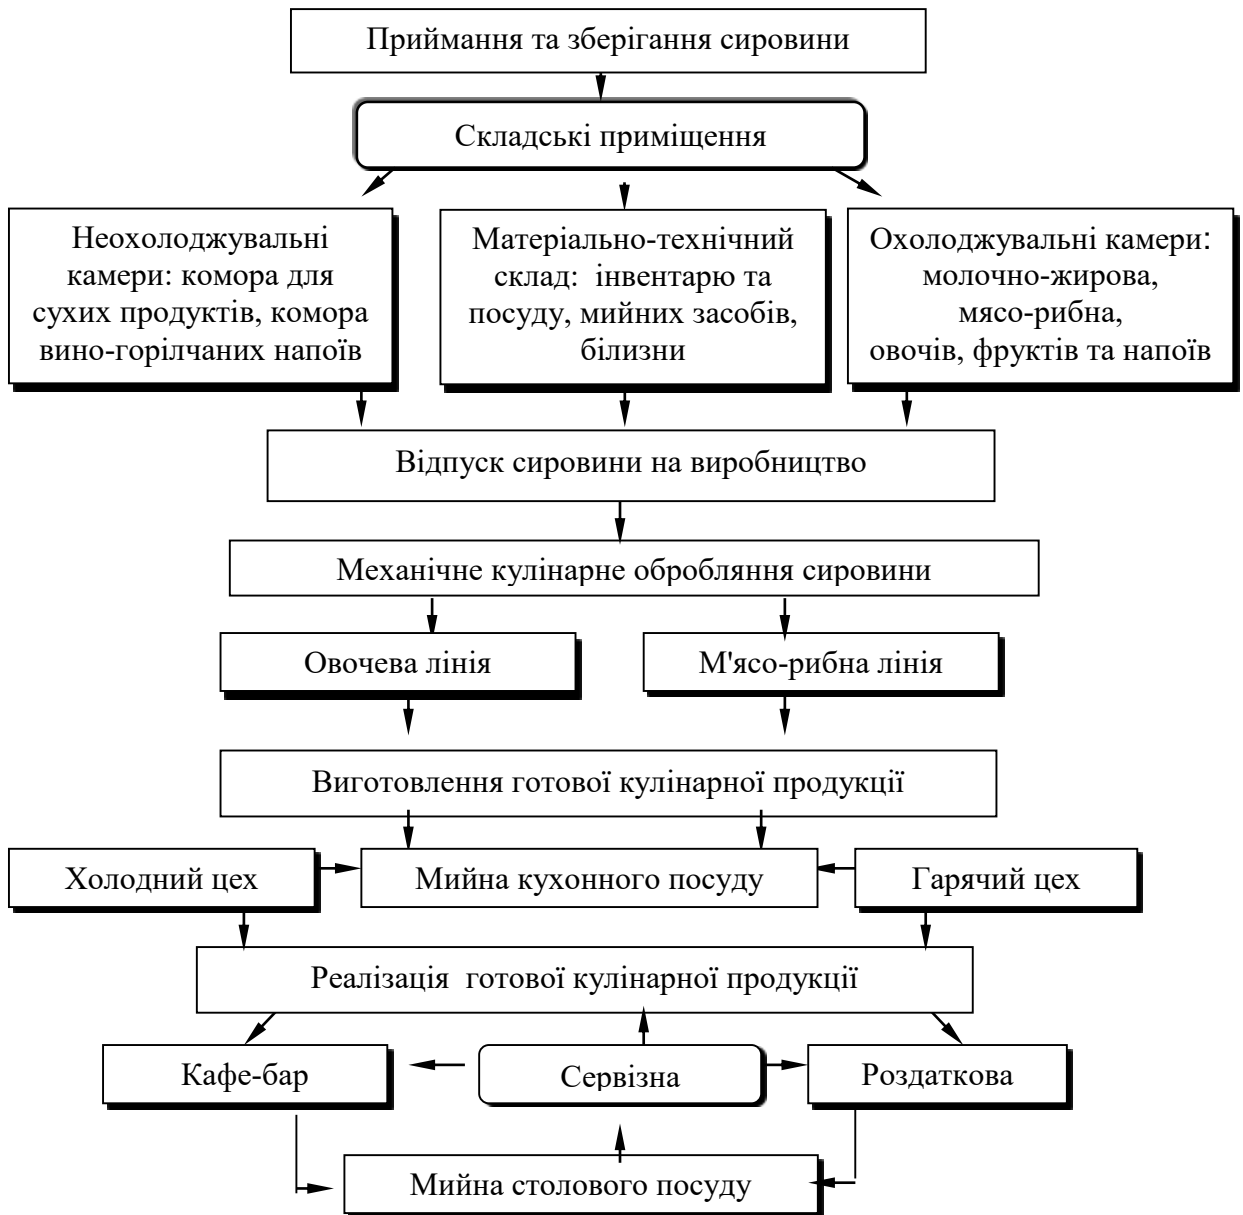 Приймання та зберігання сировини
Складські приміщення
Неохолоджувальні
камери: комора для
сухих продуктів, комора
вино-горілчаних напоїв
Матеріально-технічний
склад:  інвентарю та
посуду, мийних засобів,
білизни
Охолоджувальні камери:
молочно-жирова,
мясо-рибна,
овочів, фруктів та напоїв
Відпуск сировини на виробництво
Механічне кулінарне обробляння сировини
Овочева лінія
М'ясо-рибна лінія
Виготовлення готової кулінарної продукції
Холодний цех
Мийна кухонного посуду
Гарячий цех
Реалізація  готової кулінарної продукції
Кафе-бар
Сервізна
Роздаткова
Мийна столового посуду